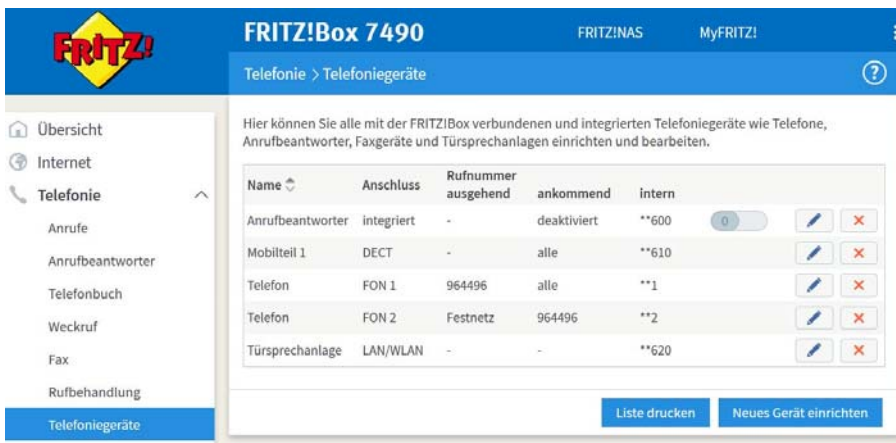 FRITZ!
FRITZ!Box 7490
FRITZ!NAS
MyFRITZ!
Telefonie > Telefoniegeräte
?
Übersicht
Internet
Telefonie
Anrufe
Anrufbeantworter
Telefonbuch
Weckruf
Fax
Rufbehandlung
Telefoniegeräte
Hier können Sie alle mit der FRITZ!Box verbundenen und integrierten Telefoniegeräte wie Telefone,
Anrufbeantworter, Faxgeräte und Türsprechanlagen einrichten und bearbeiten.
Name Anschluss Rufnummer ausgehend ankommend intern
Anrufbeantworter integriert - deaktiviert **600 0
Mobilteil 1 DECT - alle **610
Telefon FON 1 964496 alle **1
Telefon FON 2 Festnetz 964496 **2
Türsprechanlage LAN/WLAN - - **620
Liste drucken Neues Gerät einrichten